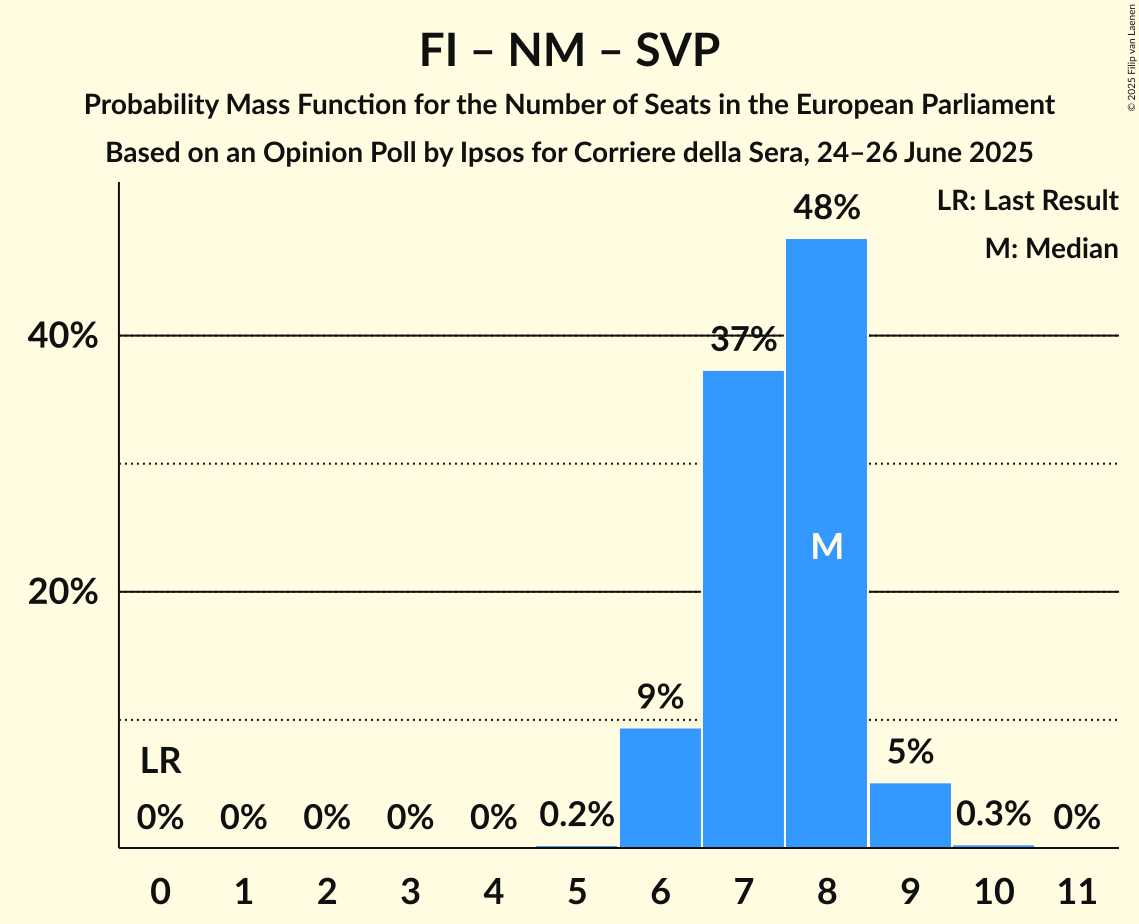 FI – NM – SVP
Probability Mass Function for the Number of Seats in the European Parliament
Based on an Opinion Poll by Ipsos for Corriere della Sera, 24–26 June 2025
© 2025 Filip van Laenen
LR: Last Result
M: Median
48%
40%
37%
M
20%
9%
LR
5%
0% 0% 0% 0% 0% 0.2% 0.3% 0%
0 1 2 3 4 5 6 7 8 9 10 11